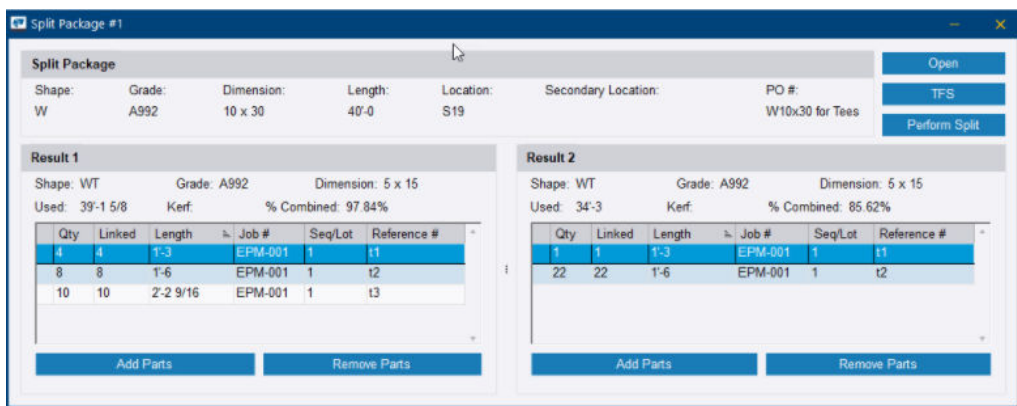 Split Package #1
Split Package
Shape: Grade: Dimension: Length: Location: Secondary Location: PO #:
W A992 10 x 30 40'-0 S19 W10x30 for Tees
Open
TFS
Perform Split
Result 1
Shape: WT Grade: A992 Dimension: 5 x 15
Used: 39'-1 5/8 Kerf: % Combined: 97.84%
Qty Linked Length Job # Seq/Lot Reference #
4 4 1'-3 EPM-001 1 t1
8 8 1'-6 EPM-001 1 t2
10 10 2'-2 9/16 EPM-001 1 t3
Add Parts Remove Parts
Result 2
Shape: WT Grade: A992 Dimension: 5 x 15
Used: 34'-3 Kerf: % Combined: 85.62%
Qty Linked Length Job # Seq/Lot Reference #
1 1 1'-3 EPM-001 1 t1
22 22 1'-6 EPM-001 1 t2
Add Parts Remove Parts